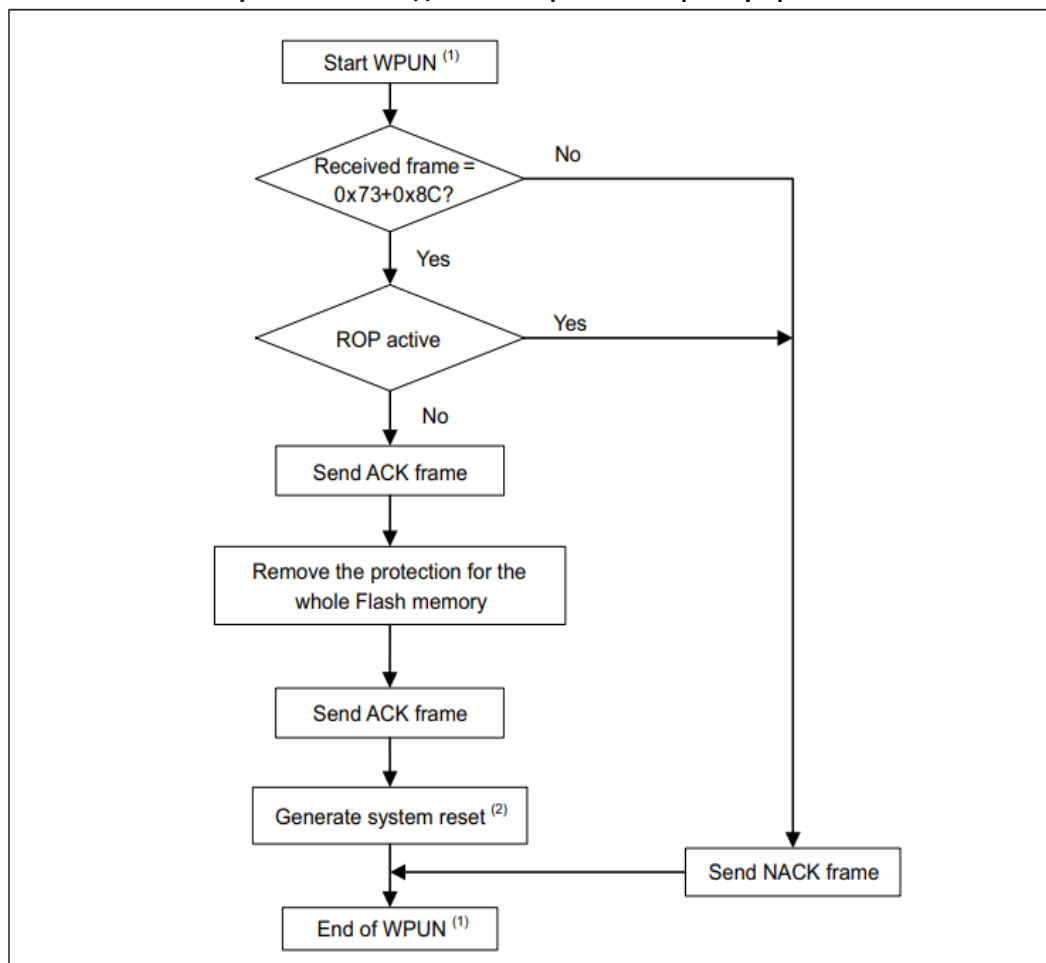 Start WPUN (1)
Received frame =
0x73+0x8C?
No
Yes
ROP active
Yes
No
Send ACK frame
Remove the protection for the
whole Flash memory
Send ACK frame
Generate system reset (2)
Send NACK frame
End of WPUN (1)